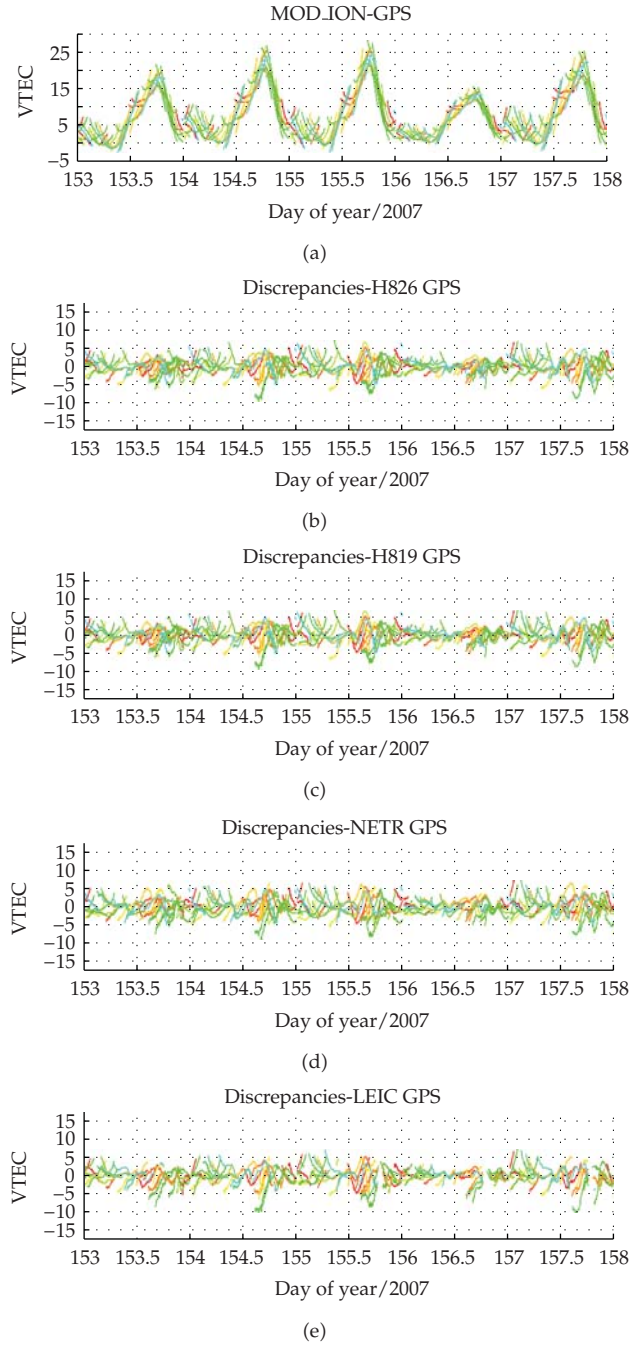 MOD_ION-GPS
VTEC
25
15
5
−5
153 153.5 154 154.5 155 155.5 156 156.5 157 157.5 158
Day of year/2007
(a)
Discrepancies-H826 GPS
VTEC
15
10
5
0
−5
−10
−15
153 153.5 154 154.5 155 155.5 156 156.5 157 157.5 158
Day of year/2007
(b)
Discrepancies-H819 GPS
VTEC
15
10
5
0
−5
−10
−15
153 153.5 154 154.5 155 155.5 156 156.5 157 157.5 158
Day of year/2007
(c)
Discrepancies-NETR GPS
VTEC
15
10
5
0
−5
−10
−15
153 153.5 154 154.5 155 155.5 156 156.5 157 157.5 158
Day of year/2007
(d)
Discrepancies-LEIC GPS
VTEC
15
10
5
0
−5
−10
−15
153 153.5 154 154.5 155 155.5 156 156.5 157 157.5 158
Day of year/2007
(e)